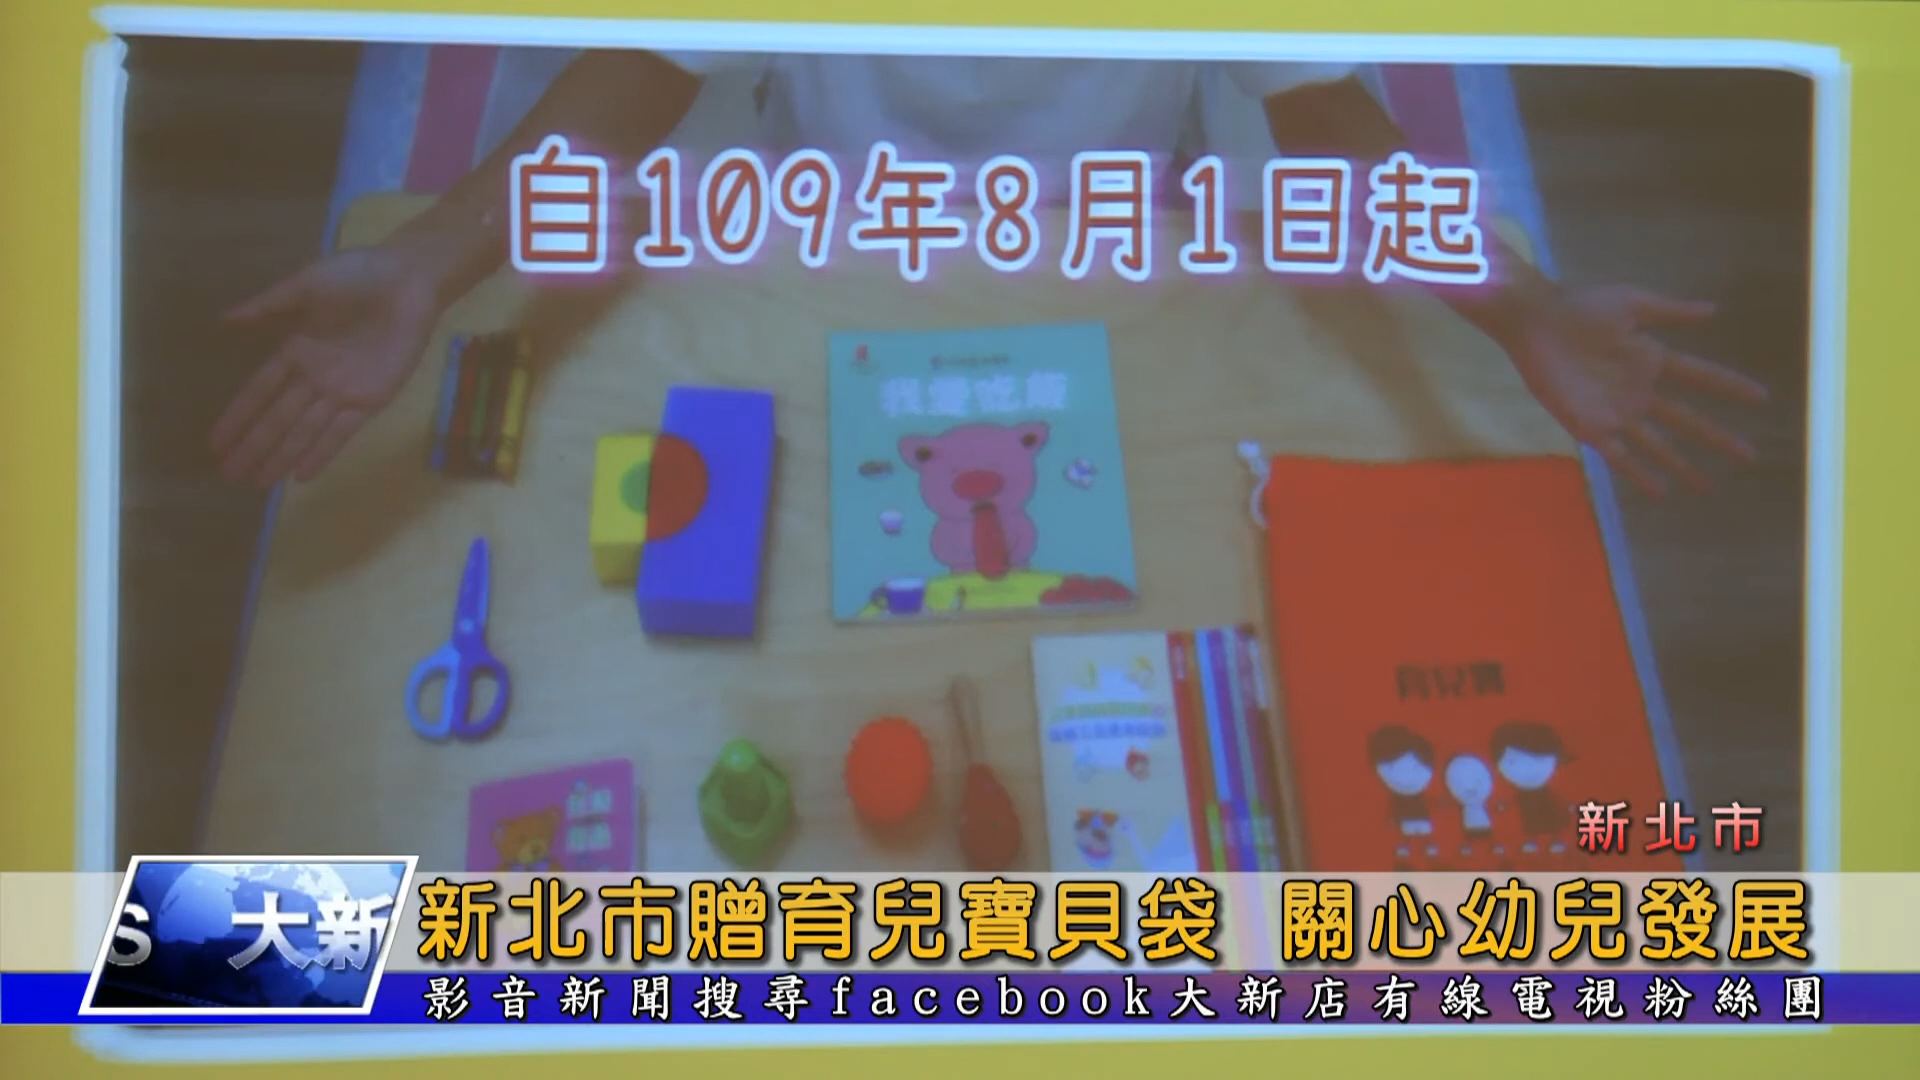 自109年8月1日起
我愛吃飯
育兒寶
新北市
S 大新
新北市贈育兒寶貝袋 關心幼兒發展
影音新聞搜尋facebook大新店有線電視粉絲團